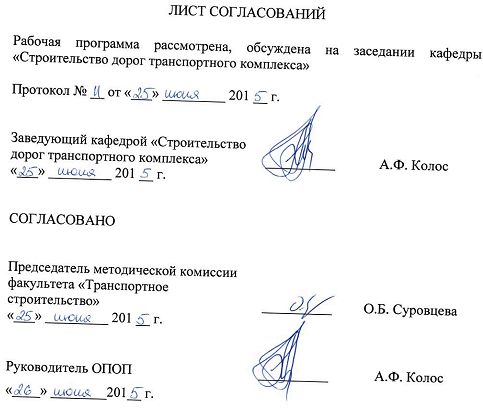 ЛИСТ СОГЛАСОВАНИЙ
Рабочая программа рассмотрена, обсуждена на заседании кафедры
«Строительство дорог транспортного комплекса»
Протокол № 11 от «25» июня 2015 г.
Заведующий кафедрой «Строительство
дорог транспортного комплекса»
«25» июня 2015 г.
А.Ф. Колос
СОГЛАСОВАНО
Председатель методической комиссии
факультета «Транспортное
строительство»
«25» июня 2015 г.
О.Б. Суровцева
Руководитель ОПОП
«26» июня 2015 г.
А.Ф. Колос